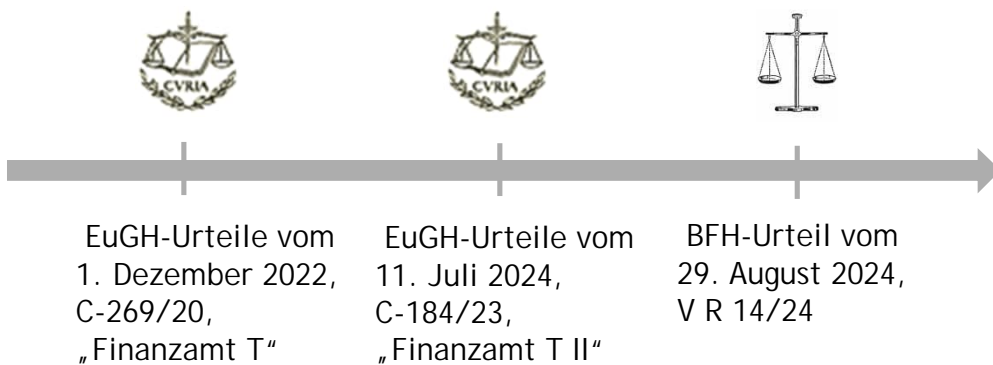 CVRIA
CVRIA
EuGH-Urteile vom
1. Dezember 2022,
C-269/20,
„Finanzamt T“
EuGH-Urteile vom
11. Juli 2024,
C-184/23,
„Finanzamt T II“
BFH-Urteil vom
29. August 2024,
V R 14/24